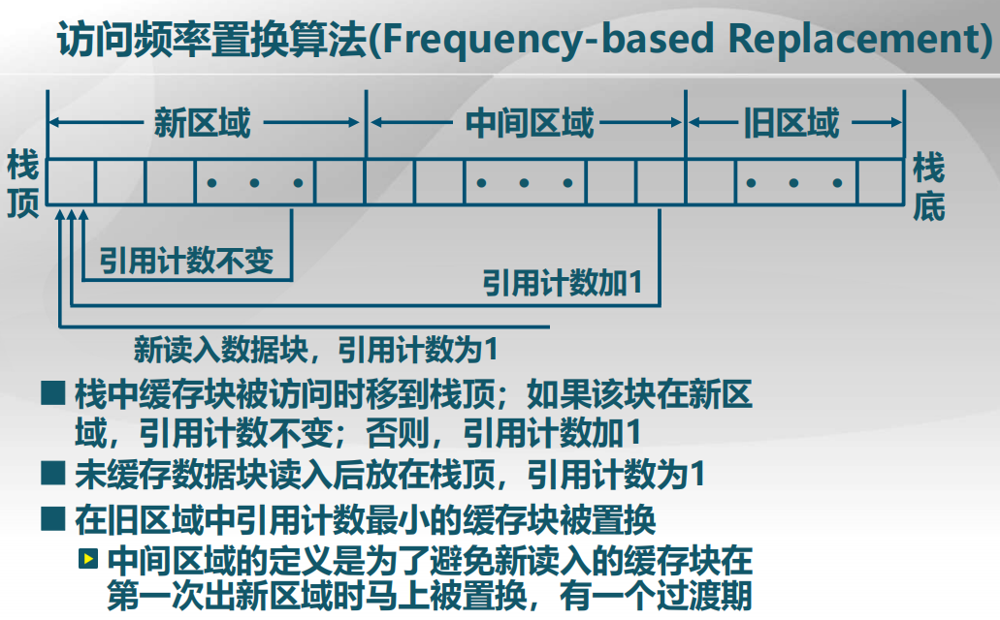 访问频率置换算法(Frequency-based Replacement)
新区域 中间区域 旧区域
栈顶
栈底
引用计数不变
引用计数加1
新读入数据块，引用计数为1
栈中缓存块被访问时移到栈顶；如果该块在新区
域，引用计数不变；否则，引用计数加1
未缓存数据块读入后放在栈顶，引用计数为1
在旧区域中引用计数最小的缓存块被置换
中间区域的定义是为了避免新读入的缓存块在
第一次出新区域时马上被置换，有一个过渡期